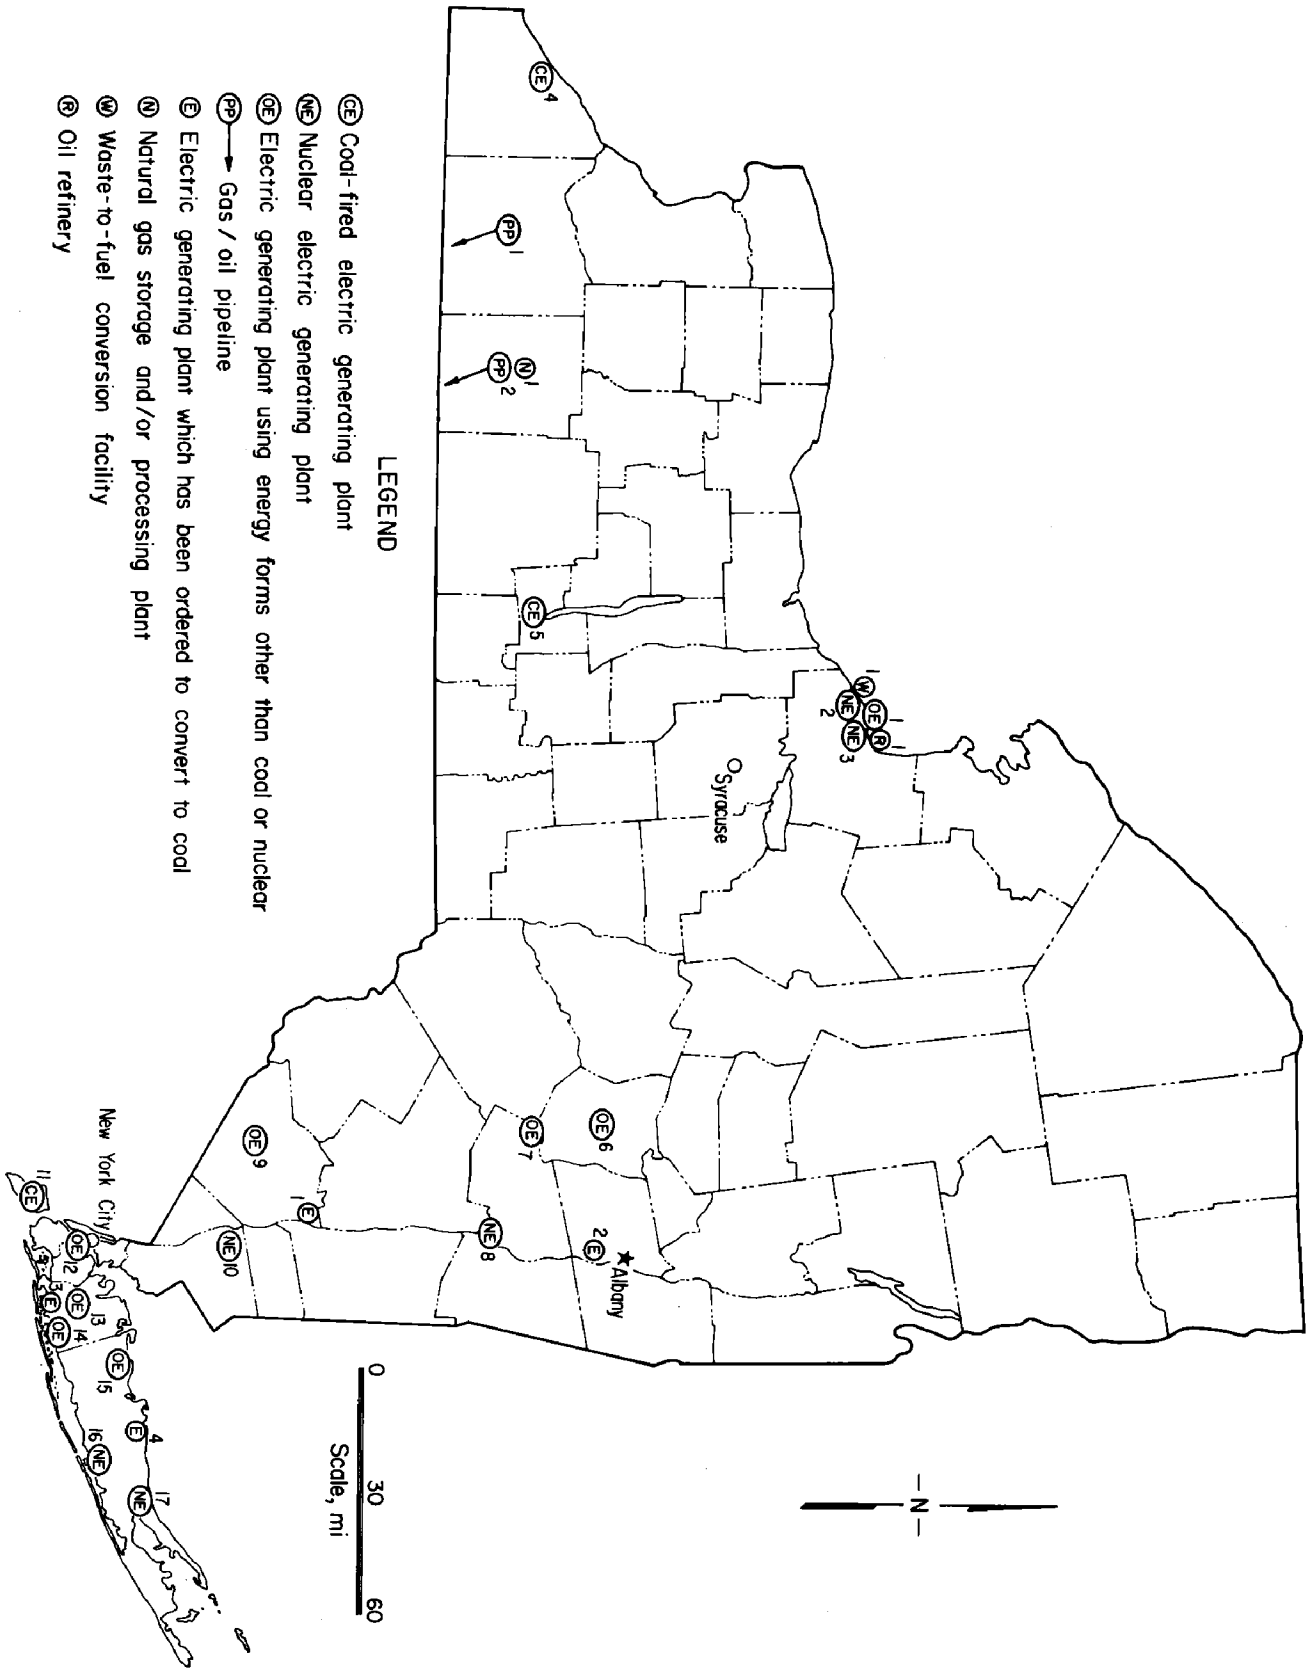 CE 4
PP 1
N 1
PP 2
CE 5
1 W
OE 1
R 1
NE 2
NE 3
Syracuse
OE 6
OE 7
NE 8
2 E
Albany
OE 9
1 E
NE 10
New York City
11 CE
OE 12
OE 13
3 E
OE 14
OE 15
E 4
16 NE
NE 17
-N-
0 30 60
Scale, mi
LEGEND
CE Coal-fired electric generating plant
NE Nuclear electric generating plant
OE Electric generating plant using energy forms other than coal or nuclear
PP → Gas / oil pipeline
E Electric generating plant which has been ordered to convert to coal
N Natural gas storage and/or processing plant
W Waste-to-fuel conversion facility
R Oil refinery